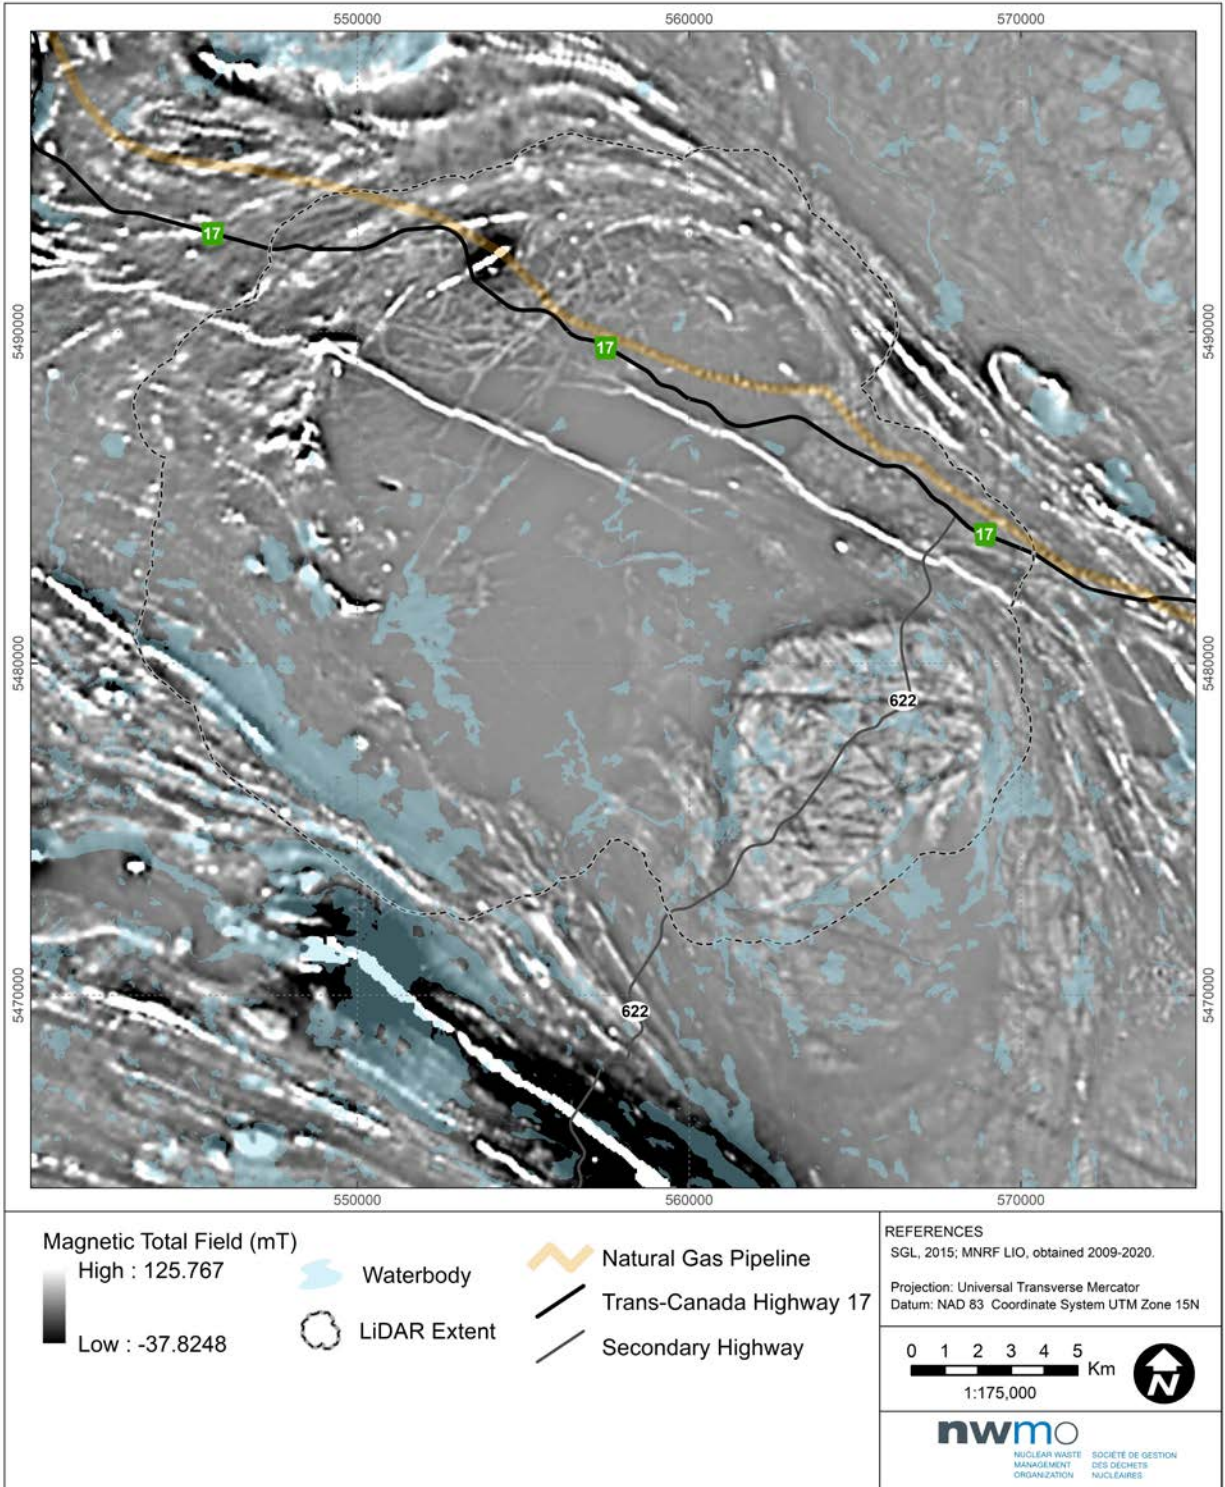 550000
560000
570000
5490000
5490000
17
17
17
5480000
5480000
622
5470000
5470000
622
550000
560000
570000
Magnetic Total Field (mT)
High : 125.767
Low : -37.8248
Waterbody
LiDAR Extent
Natural Gas Pipeline
Trans-Canada Highway 17
Secondary Highway
REFERENCES
SGL, 2015; MNRF LIO, obtained 2009-2020.
Projection: Universal Transverse Mercator
Datum: NAD 83 Coordinate System UTM Zone 15N
0 1 2 3 4 5
Km
1:175,000
N
nwmo
NUCLEAR WASTE
MANAGEMENT
ORGANIZATION
SOCIÉTÉ DE GESTION
DES DÉCHETS
NUCLÉAIRES